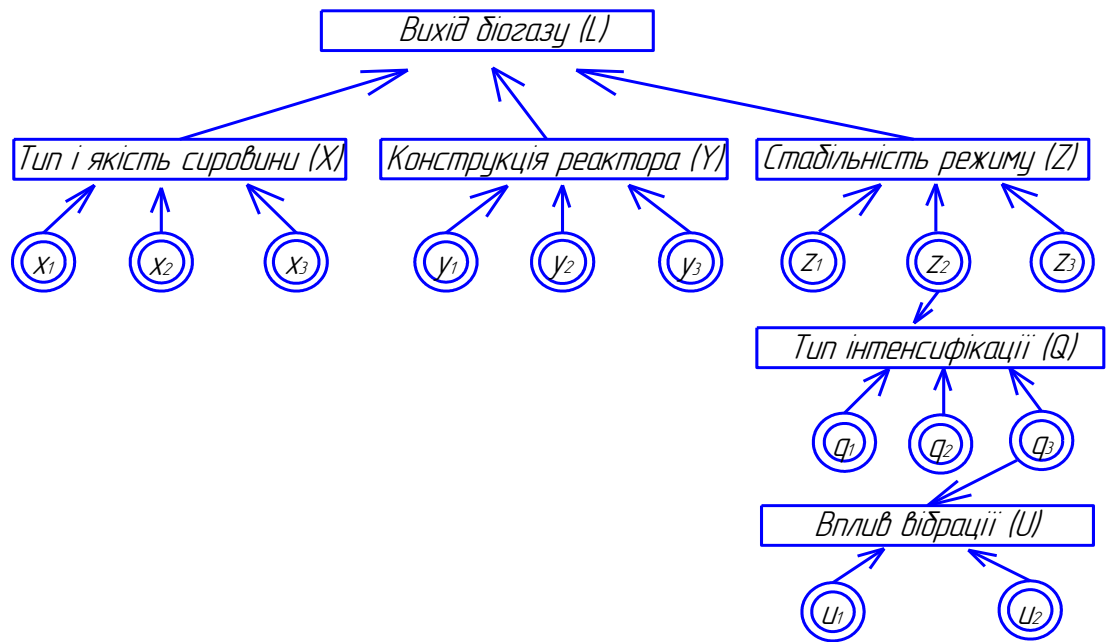 Вихід біогазу (L)
Тип і якість сировини (X)
Конструкція реактора (Y)
Стабільність режиму (Z)
x1
x2
x3
y1
y2
y3
z1
z2
z3
Тип інтенсифікації (Q)
q1
q2
q3
Вплив вібрації (U)
u1
u2